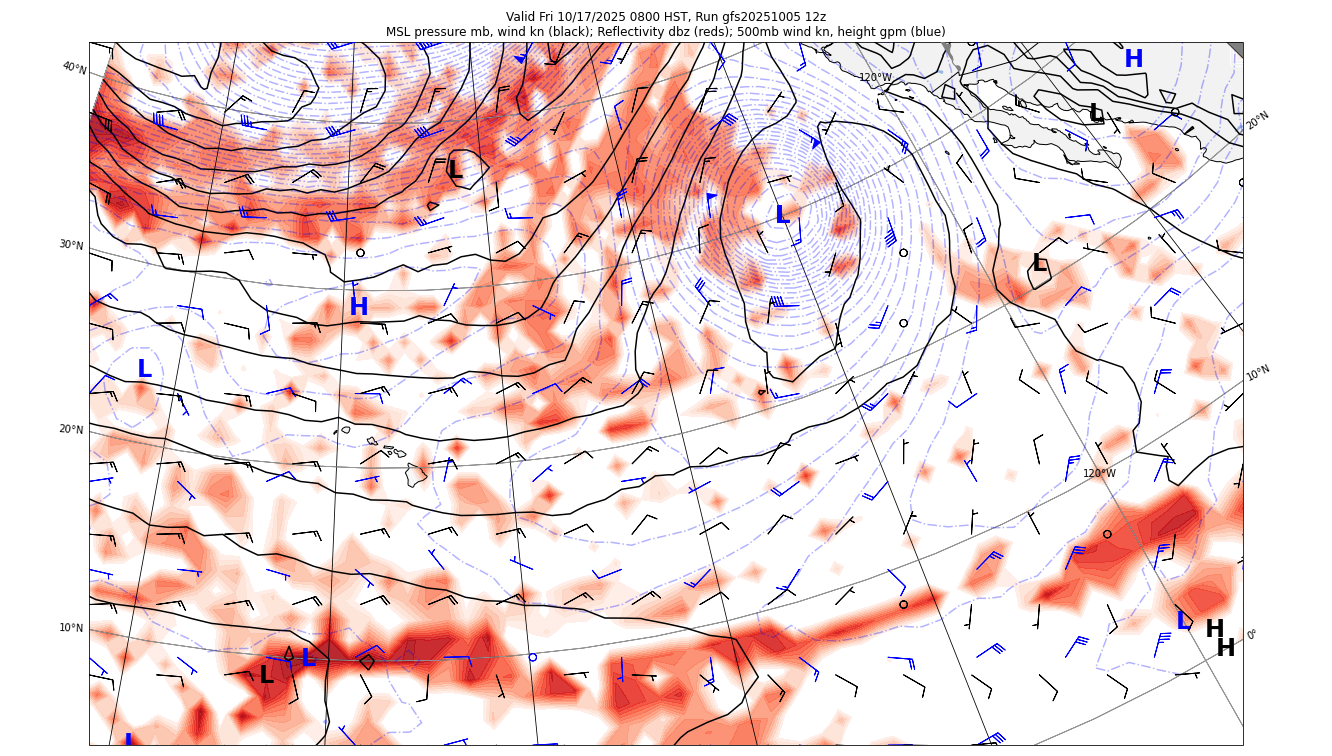 Valid Fri 10/17/2025 0800 HST, Run gfs20251005 12z
MSL pressure mb, wind kn (black); Reflectivity dbz (reds); 500mb wind kn, height gpm (blue)
H
40°N
120°W
L
20°N
L
L
30°N
L
H
L
10°N
20°N
120°W
10°N
L
H
0°
H
L
L
L